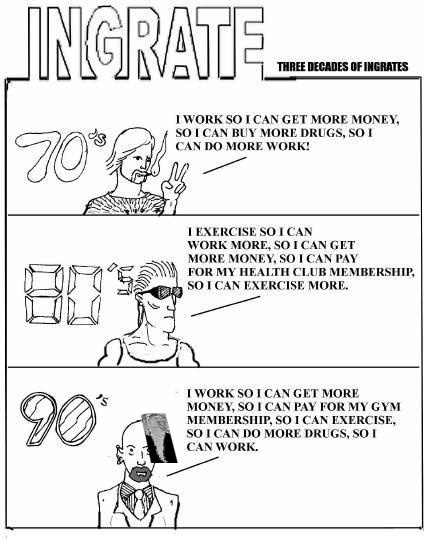 INGRATE
THREE DECADES OF INGRATES
70's
I WORK SO I CAN GET MORE MONEY,
SO I CAN BUY MORE DRUGS, SO I
CAN DO MORE WORK!
80's
I EXERCISE SO I CAN
WORK MORE, SO I CAN GET
MORE MONEY, SO I CAN PAY
FOR MY HEALTH CLUB MEMBERSHIP,
SO I CAN EXERCISE MORE.
90's
I WORK SO I CAN GET MORE
MONEY, SO I CAN PAY FOR MY GYM
MEMBERSHIP, SO I CAN EXERCISE,
SO I CAN DO MORE DRUGS, SO I
CAN WORK.